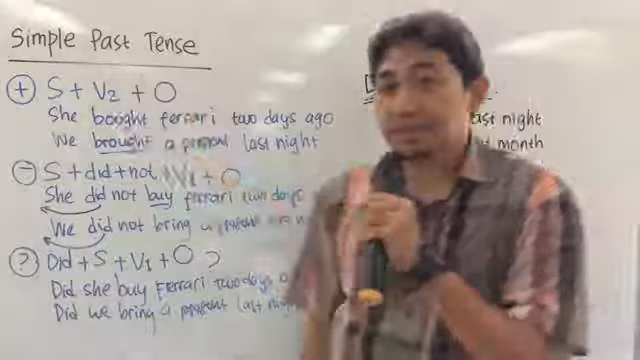 Simple Past Tense
+ S + V2 + O
She bought ferrari two days ago
We brought a present last night
- S + did + not V1 + O
She did not buy ferrari two days
We did not bring a present
? Did + S + V1 + O ?
Did she buy Ferrari two days
Did we bring a present last
last night
month